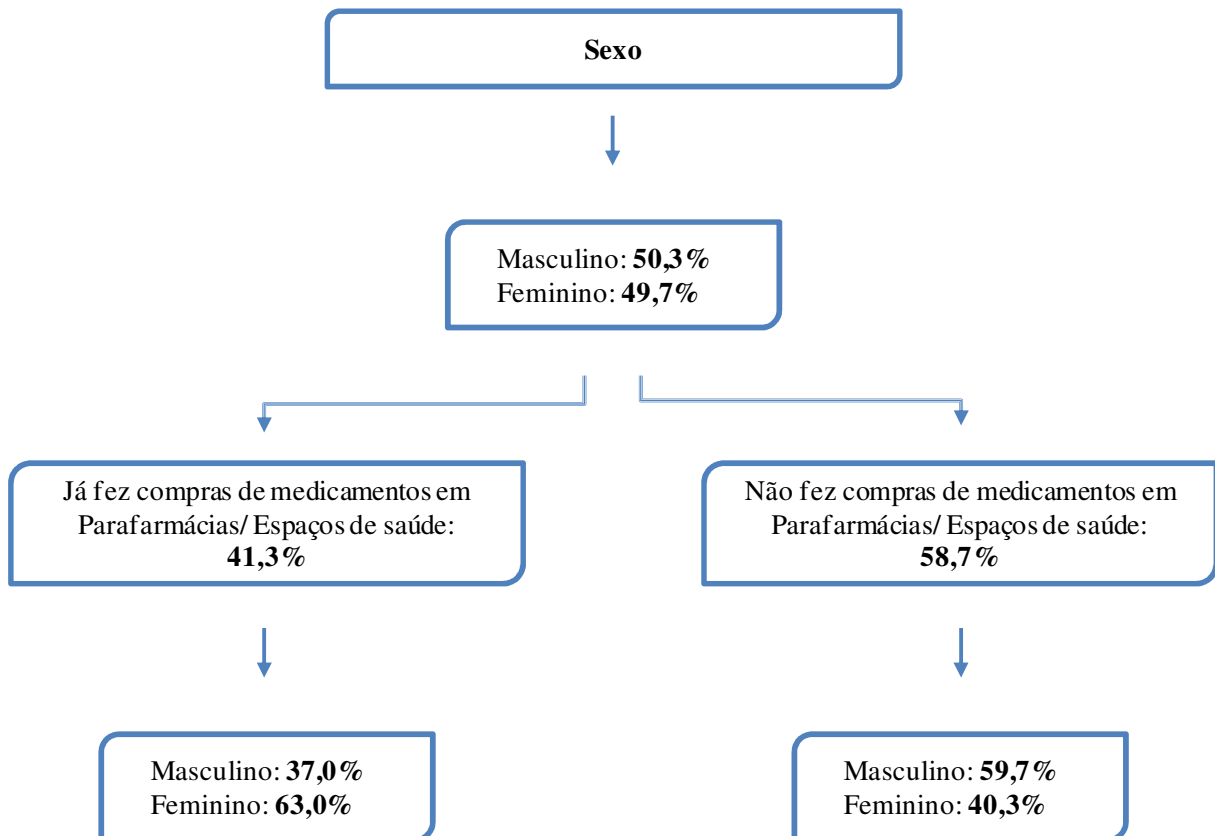 Sexo
Masculino: 50,3%
Feminino: 49,7%
Já fez compras de medicamentos em
Parafarmácias/ Espaços de saúde:
41,3%
Não fez compras de medicamentos em
Parafarmácias/ Espaços de saúde:
58,7%
Masculino: 37,0%
Feminino: 63,0%
Masculino: 59,7%
Feminino: 40,3%